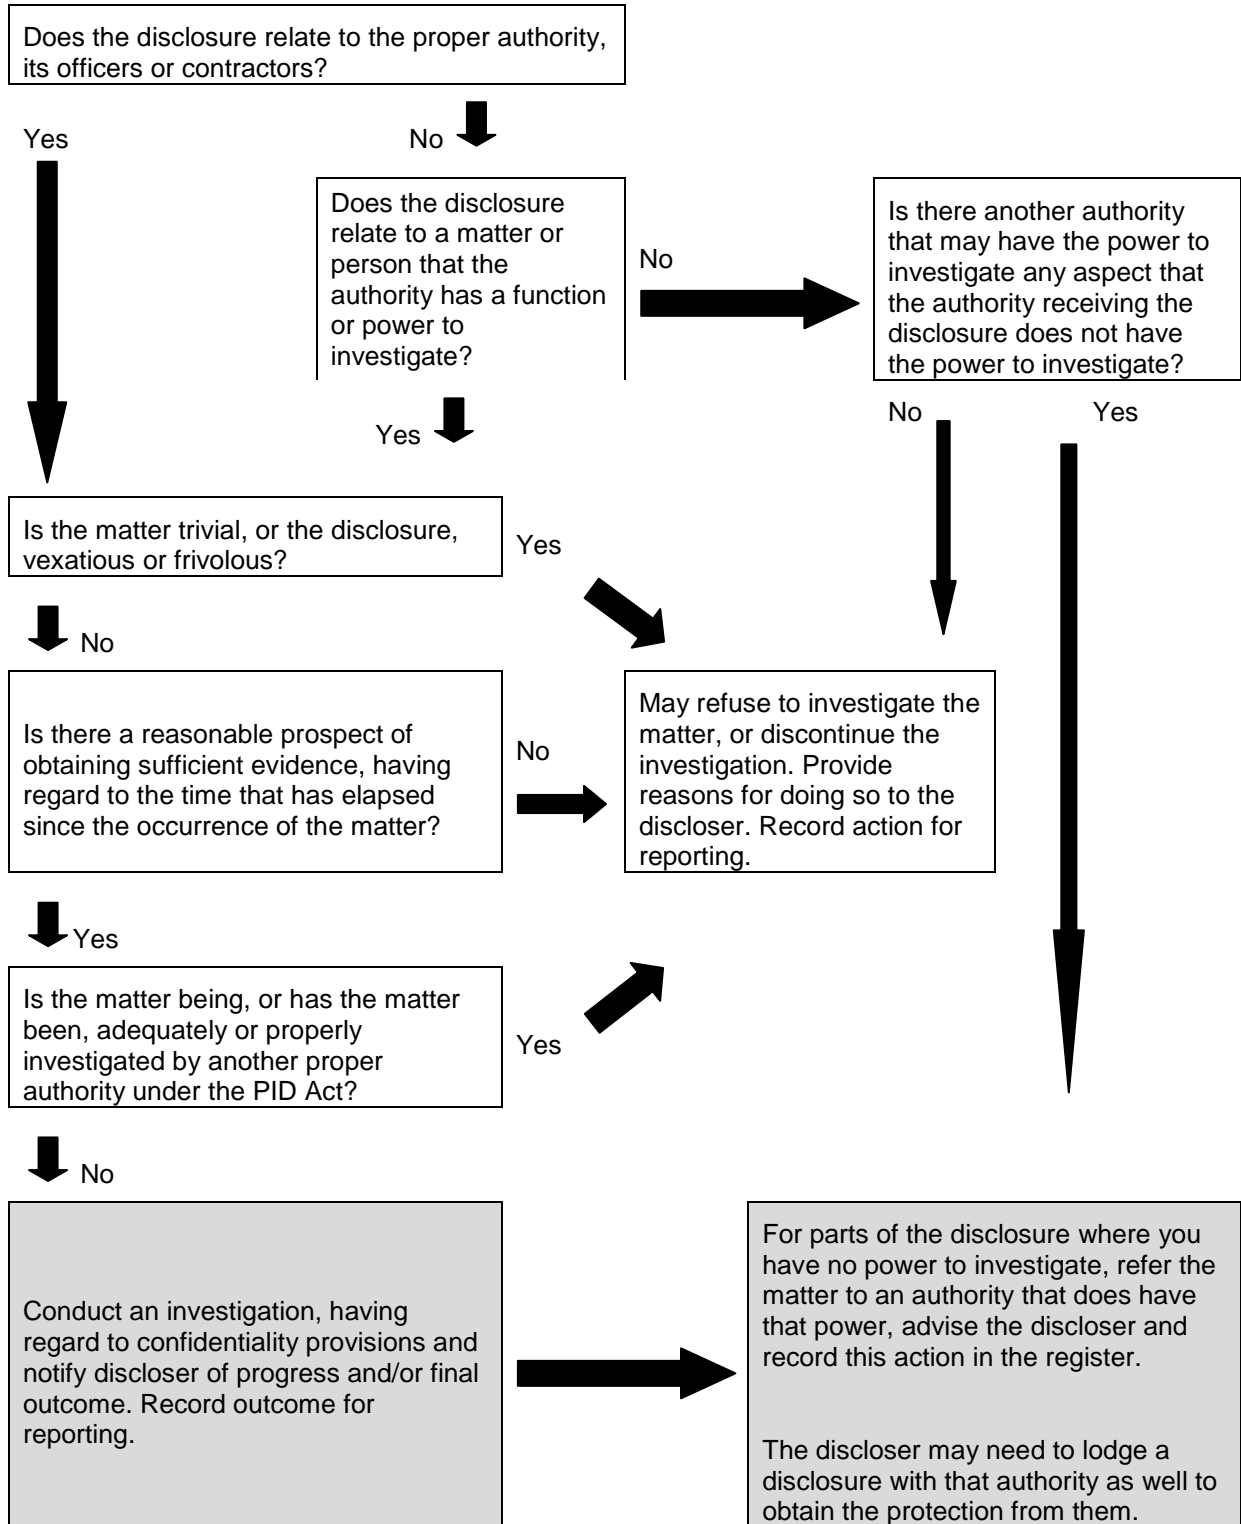 Does the disclosure relate to the proper authority,
its officers or contractors?
Yes
No
Does the disclosure
relate to a matter or
person that the
authority has a function
or power to
investigate?
No
Is there another authority
that may have the power to
investigate any aspect that
the authority receiving the
disclosure does not have
the power to investigate?
Yes
No
Yes
Is the matter trivial, or the disclosure,
vexatious or frivolous?
Yes
No
Is there a reasonable prospect of
obtaining sufficient evidence, having
regard to the time that has elapsed
since the occurrence of the matter?
No
May refuse to investigate the
matter, or discontinue the
investigation. Provide
reasons for doing so to the
discloser. Record action for
reporting.
Yes
Is the matter being, or has the matter
been, adequately or properly
investigated by another proper
authority under the PID Act?
Yes
No
Conduct an investigation, having
regard to confidentiality provisions and
notify discloser of progress and/or final
outcome. Record outcome for
reporting.
For parts of the disclosure where you
have no power to investigate, refer the
matter to an authority that does have
that power, advise the discloser and
record this action in the register.
The discloser may need to lodge a
disclosure with that authority as well to
obtain the protection from them.